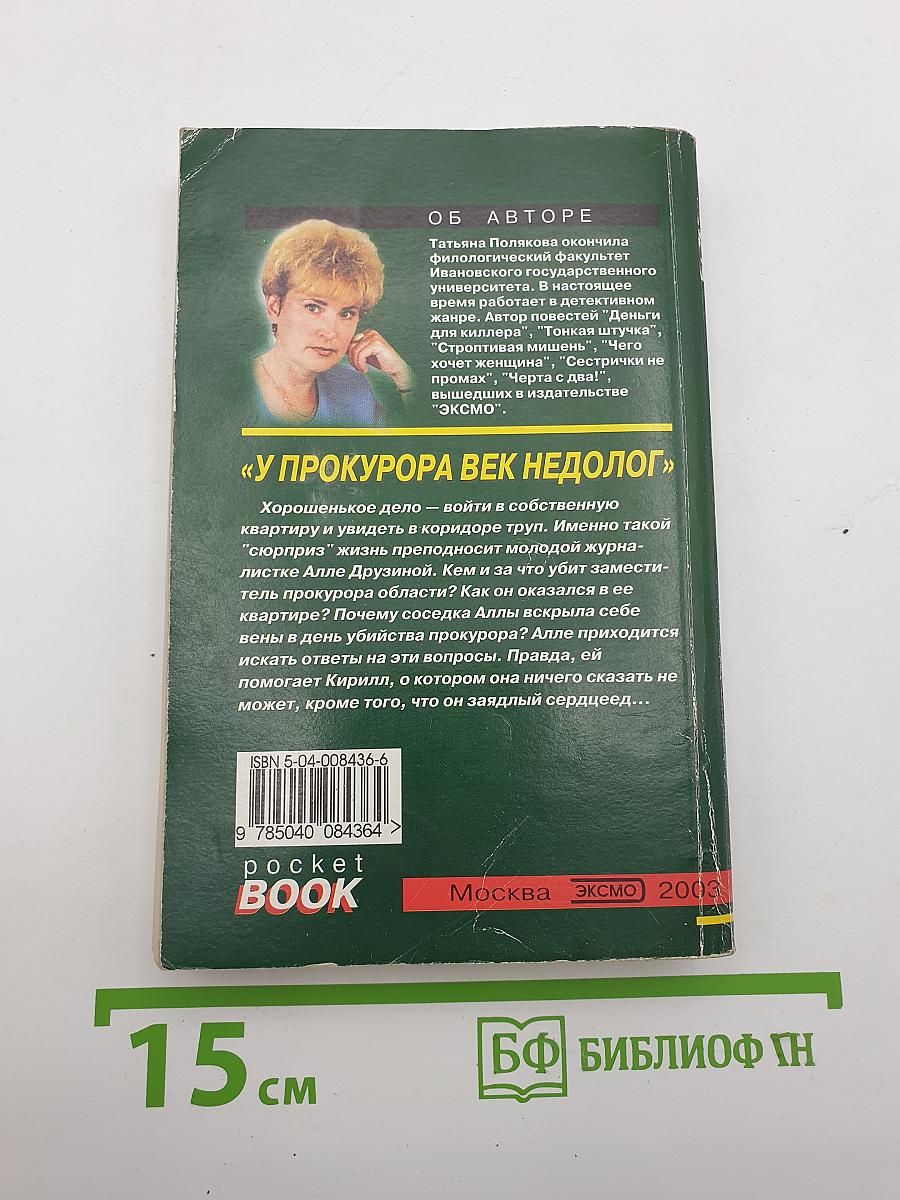 ОБ АВТОРЕ
Татьяна Полякова окончила
филологический факультет
Ивановского государственного
университета. В настоящее
время работает в детективном
жанре. Автор повестей "Деньги
для киллера", "Тонкая штучка",
"Строптивая мишень", "Чего
хочет женщина", "Сестрички не
промах", "Черта с два!",
вышедших в издательстве
"ЭКСМО".
«У ПРОКУРОРА ВЕК НЕДОЛОГ»
Хорошенькое дело — войти в собственную
квартиру и увидеть в коридоре труп. Именно такой
"сюрприз" жизнь преподносит молодой журна-
листке Алле Друзиной. Кем и за что убит замести-
тель прокурора области? Как он оказался в ее
квартире? Почему соседка Аллы вскрыла себе
вены в день убийства прокурора? Алле приходится
искать ответы на эти вопросы. Правда, ей
помогает Кирилл, о котором она ничего сказать не
может, кроме того, что он заядлый сердцеед...
ISBN 5-04-008436-6
9 785040 084364 >
pocket
BOOK
Москва ЭКСМО 2003
15 см
БФ